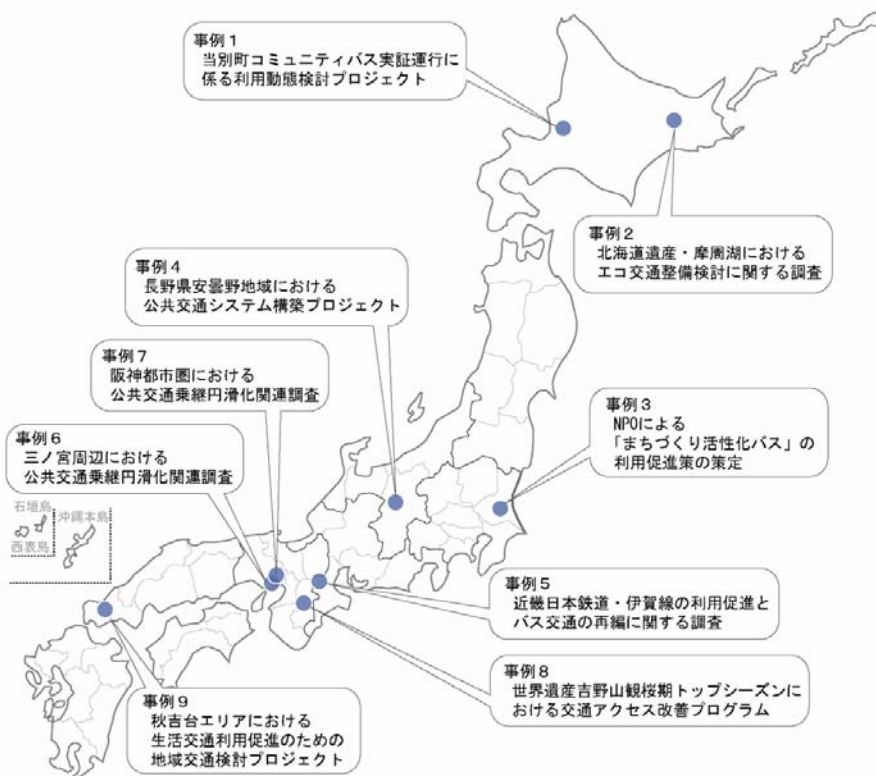 事例1
当別町コミュニティバス実証運行に
係る利用動態検討プロジェクト
事例2
北海道遺産・摩周湖における
エコ交通整備検討に関する調査
事例4
長野県安曇野地域における
公共交通システム構築プロジェクト
事例7
阪神都市圏における
公共交通乗継円滑化関連調査
事例3
NPOによる
「まちづくり活性化バス」の
利用促進策の策定
事例6
三ノ宮周辺における
公共交通乗継円滑化関連調査
石垣島
沖縄本島
西表島
事例5
近畿日本鉄道・伊賀線の利用促進と
バス交通の再編に関する調査
事例8
世界遺産吉野山観桜期トップシーズンに
おける交通アクセス改善プログラム
事例9
秋吉台エリアにおける
生活交通利用促進のための
地域交通検討プロジェクト